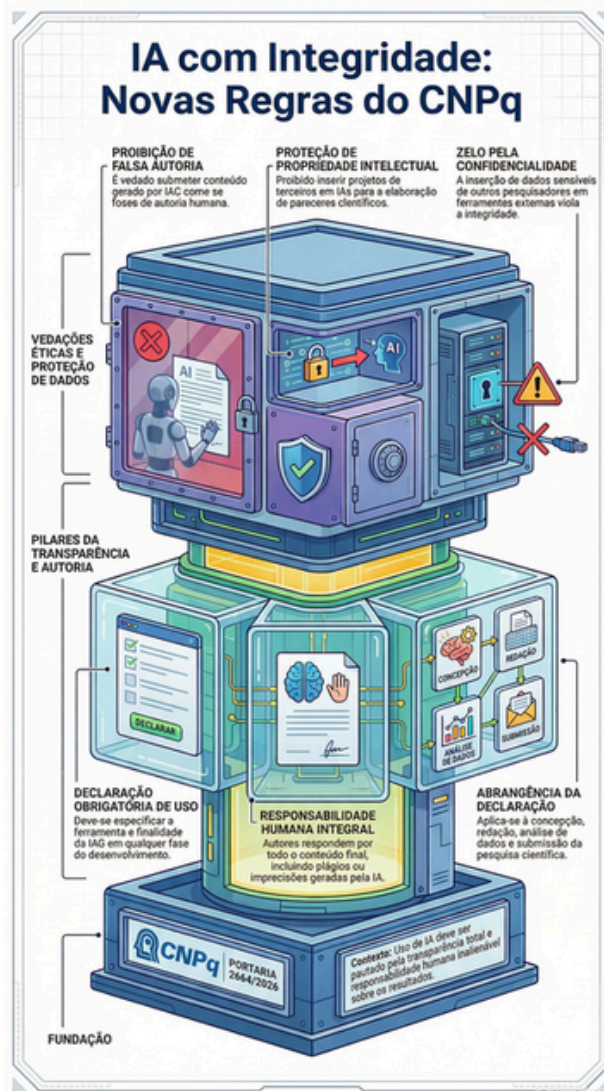 IA com Integridade:
Novas Regras do CNPq
PROIBIÇÃO DE
FALSA AUTORIA
É vedado submeter conteúdo
gerado por IAC come se
foses de autoria humana.
PROTEÇÃO DE
PROPRIEDADE INTELECTUAL
Proibido inserir projetos de
terceiros em IAs para a elaboração
de pareceres científicos.
ZELO PELA
CONFIDENCIALIDADE
A inserção de dados sensíveis
de outros pesquisadores em
ferramentes externas viola
a integridade.
VEDAÇÕES
ÉTICAS E
PROTEÇÃO
DE DADOS
AI
AI
PILARES DA
TRANSPARÊNCIA
E AUTORIA
DECLARAR
CONCEPÇÃO
REDAÇÃO
ANÁLISE
DE DADOS
SUBMISSÃO
DECLARAÇÃO
OBRIGATÓRIA DE USO
Deve-se especificar a
ferramenta e finalidade
da IAG em qualquer fase
do desenvolvimento.
RESPONSABILIDADE
HUMANA INTEGRAL
Autores respondem por
todo o conteúdo final,
incluindo plágios ou
imprecisões geradas pela IA.
ABRANGÊNCIA DA
DECLARAÇÃO
Aplica-se à concepção,
redação, análise de
dados e submissão da
pesquisa científica.
CNPq
PORTARIA
2664/2026
Contexto: Uso de IA deve ser
pautado pela transparência total e
responsabilidade humana inalienável
sobre os resultados.
FUNDAÇÃO